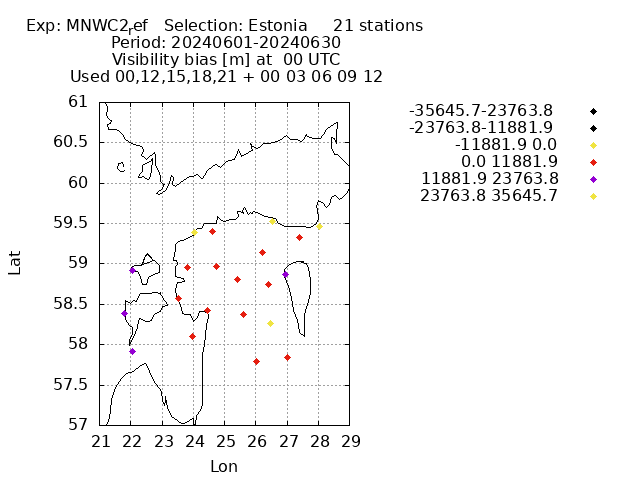 Exp: MNWC2ref Selection: Estonia 21 stations
Period: 20240601-20240630
Visibility bias [m] at 00 UTC
Used 00,12,15,18,21 + 00 03 06 09 12
-35645.7-23763.8
-23763.8-11881.9
-11881.9 0.0
0.0 11881.9
11881.9 23763.8
23763.8 35645.7
61
60.5
60
59.5
59
58.5
58
57.5
57
Lat
21 22 23 24 25 26 27 28 29
Lon